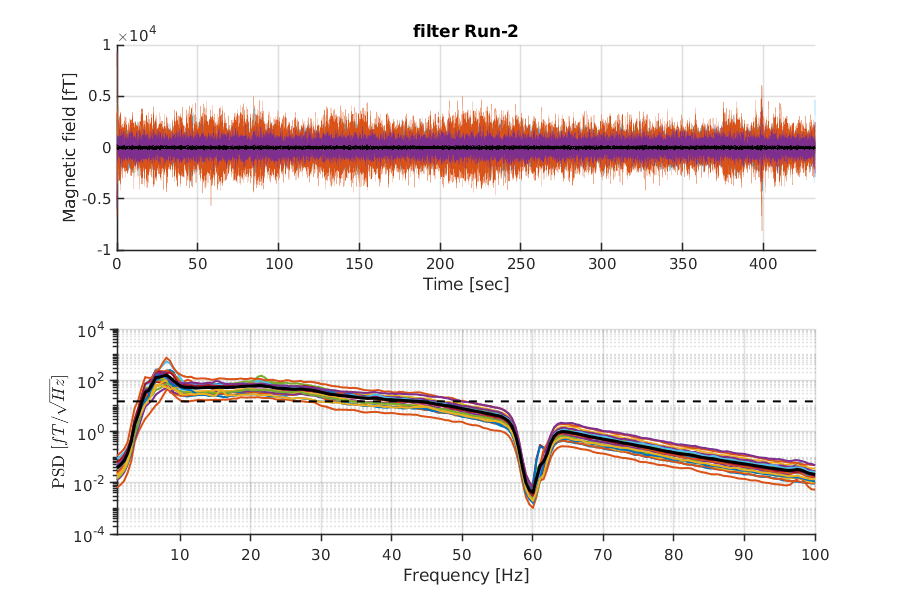 filter Run-2
×10^4
1
0.5
0
-0.5
-1
Magnetic field [fT]
0 50 100 150 200 250 300 350 400
Time [sec]
10^4
10^2
10^0
10^-2
10^-4
PSD [fT/√Hz]
10 20 30 40 50 60 70 80 90 100
Frequency [Hz]